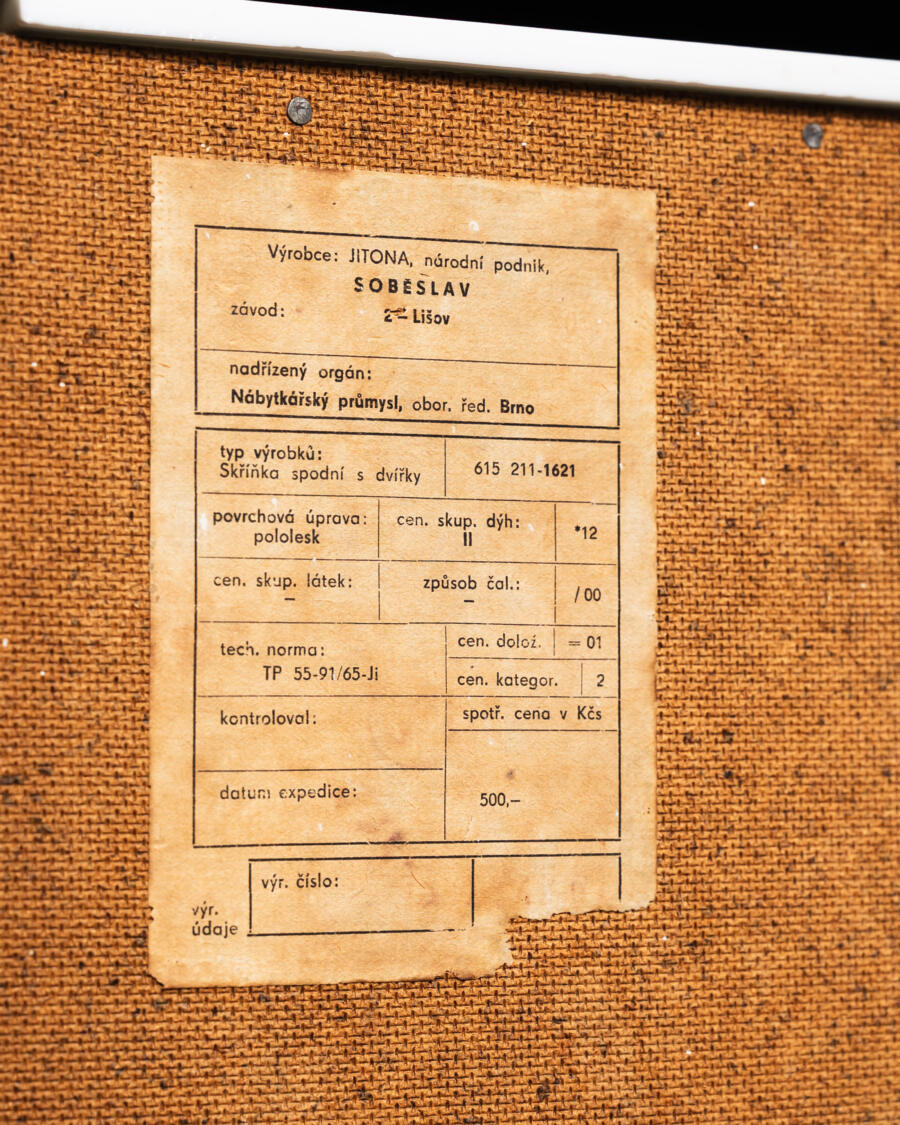 Výrobce: JITONA, národní podnik,
SOBĚSLAV
závod: 2 – Lišov
nadřízený orgán:
Nábytkářský průmysl, obor. řed. Brno
typ výrobků:
Skříňka spodní s dvířky
615 211-1621
povrchová úprava:
pololesk
cen. skup. dýh:
II
*12
cen. skup. látek:
–
způsob čal.:
–
/00
tech. norma:
TP 55-91/65-Ji
cen. dolož. = 01
cen. kategor. 2
kontroloval:
spotř. cena v Kčs
datum expedice:
500,–
výr. číslo:
výr.
údaje